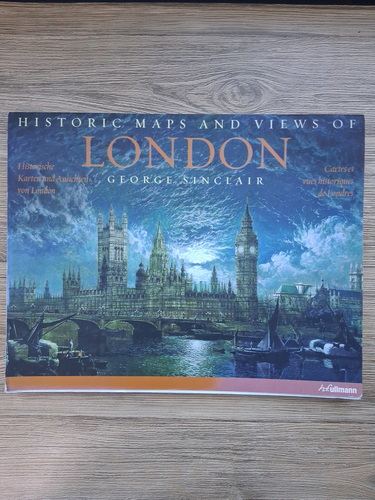 HISTORIC MAPS AND VIEWS OF
LONDON
GEORGE SINCLAIR
Historische
Karten und Ansichten
von London
Cartes et
vues historiques
de Londres
h.f.ullmann